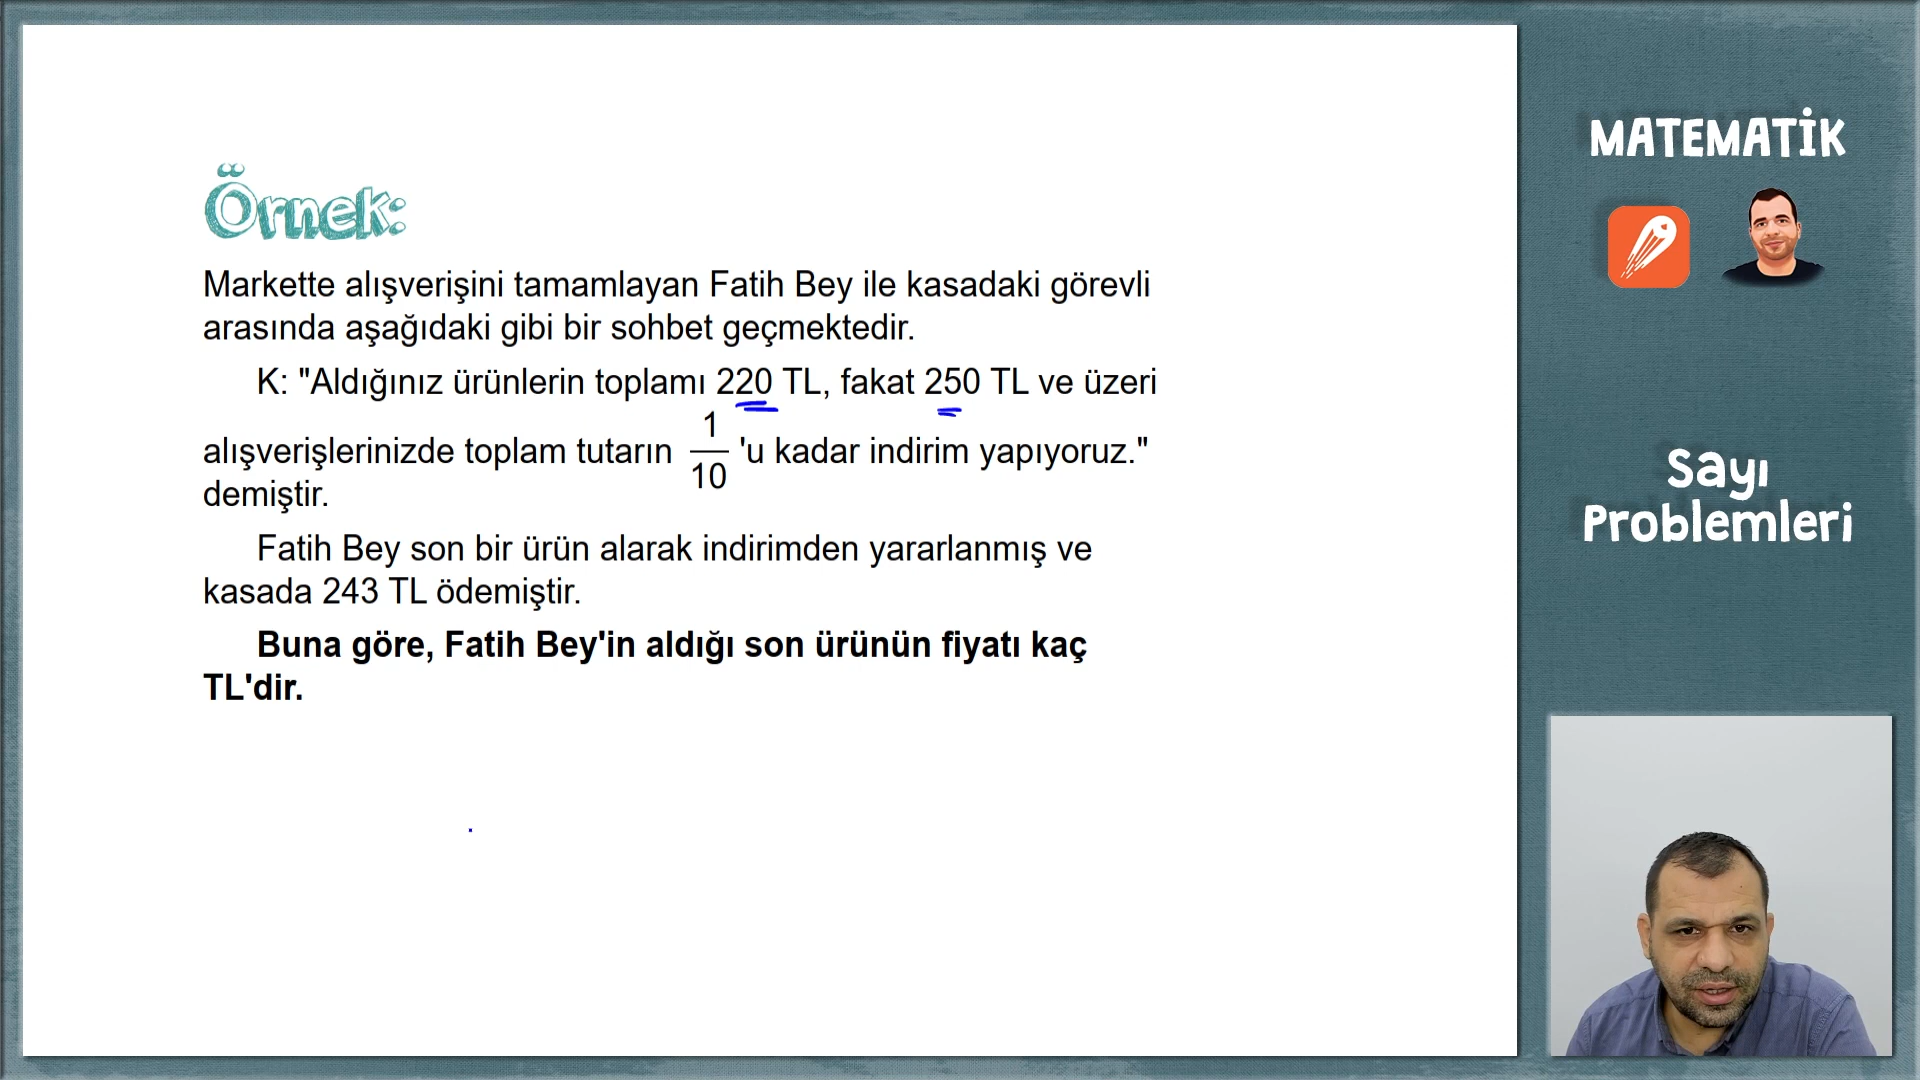 Örnek:
Markette alışverişini tamamlayan Fatih Bey ile kasadaki görevli
arasında aşağıdaki gibi bir sohbet geçmektedir.
K: "Aldığınız ürünlerin toplamı 220 TL, fakat 250 TL ve üzeri
alışverişlerinizde toplam tutarın 1/10 'u kadar indirim yapıyoruz."
demiştir.
Fatih Bey son bir ürün alarak indirimden yararlanmış ve
kasada 243 TL ödemiştir.
Buna göre, Fatih Bey'in aldığı son ürünün fiyatı kaç
TL'dir.
MATEMATİK
Sayı
Problemleri